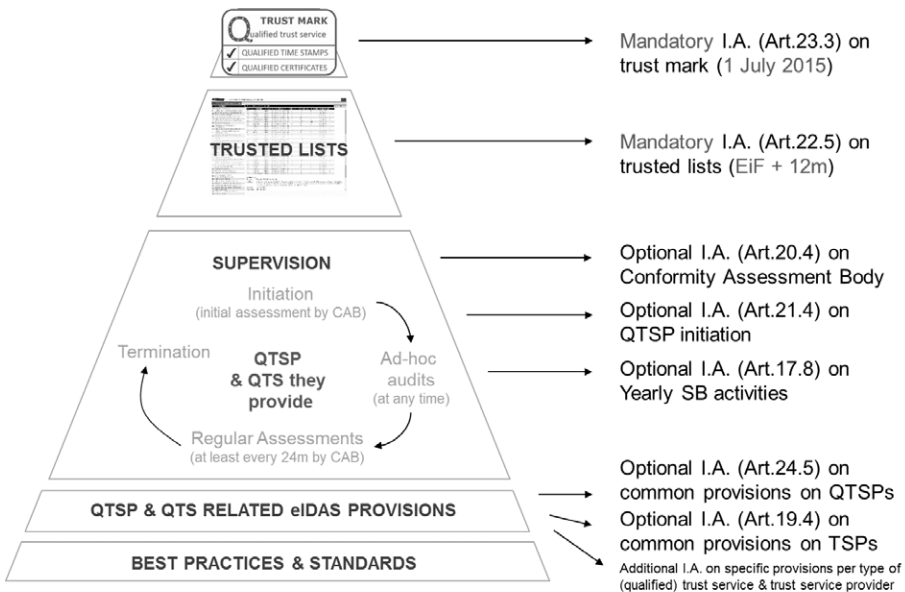 TRUST MARK
Qualified trust service
QUALIFIED TIME STAMPS
QUALIFIED CERTIFICATES
TRUSTED LISTS
SUPERVISION
Initiation
(initial assessment by CAB)
Termination
QTSP
& QTS they
provide
Ad-hoc
audits
(at any time)
Regular Assessments
(at least every 24m by CAB)
QTSP & QTS RELATED eIDAS PROVISIONS
BEST PRACTICES & STANDARDS
Mandatory I.A. (Art.23.3) on
trust mark (1 July 2015)
Mandatory I.A. (Art.22.5) on
trusted lists (EiF + 12m)
Optional I.A. (Art.20.4) on
Conformity Assessment Body
Optional I.A. (Art.21.4) on
QTSP initiation
Optional I.A. (Art.17.8) on
Yearly SB activities
Optional I.A. (Art.24.5) on
common provisions on QTSPs
Optional I.A. (Art.19.4) on
common provisions on TSPs
Additional I.A. on specific provisions per type of
(qualified) trust service & trust service provider